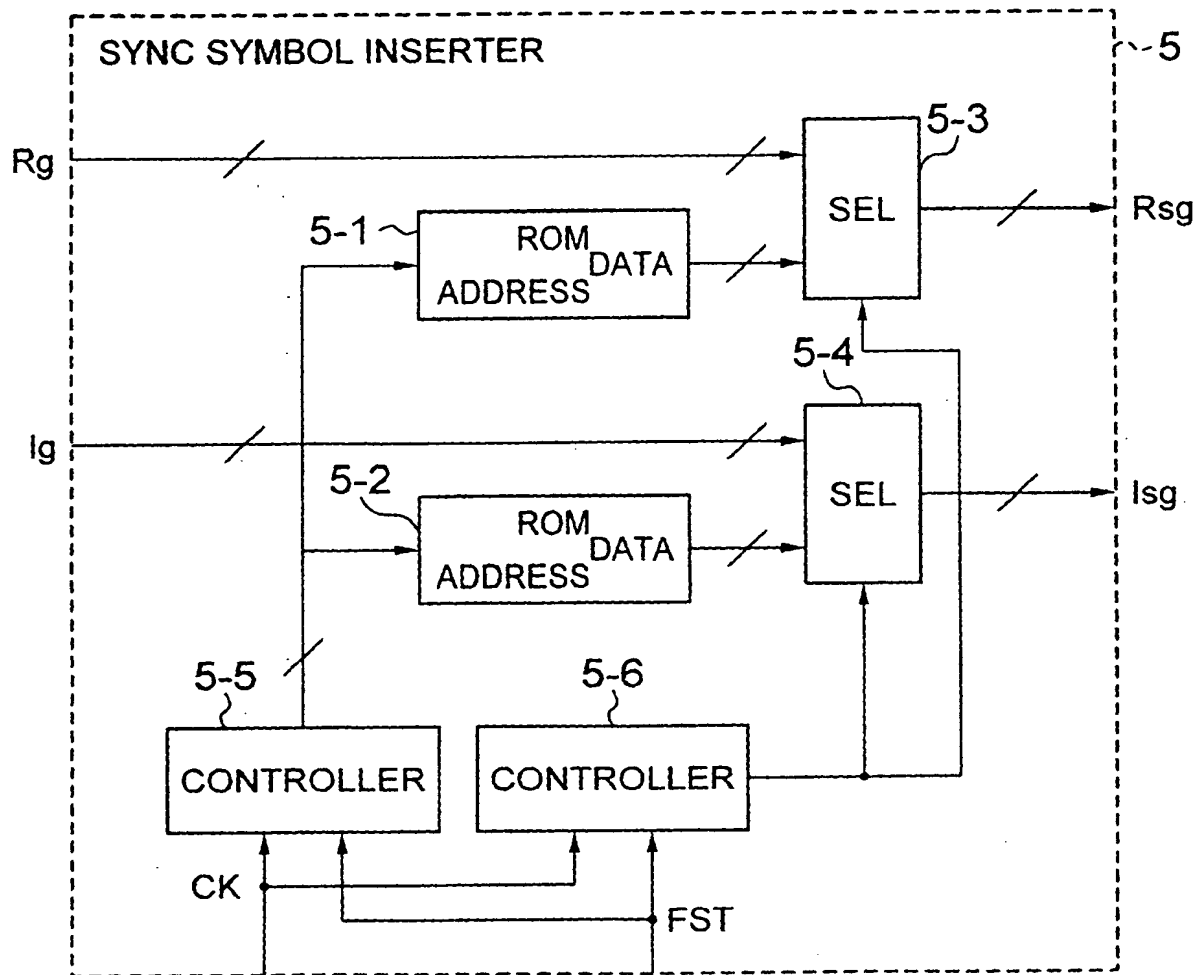 SYNC SYMBOL INSERTER
5
5-3
Rg
SEL
Rsg
5-1
ROM
DATA
ADDRESS
5-4
Ig
SEL
Isg
5-2
ROM
DATA
ADDRESS
5-5
5-6
CONTROLLER
CONTROLLER
CK
FST